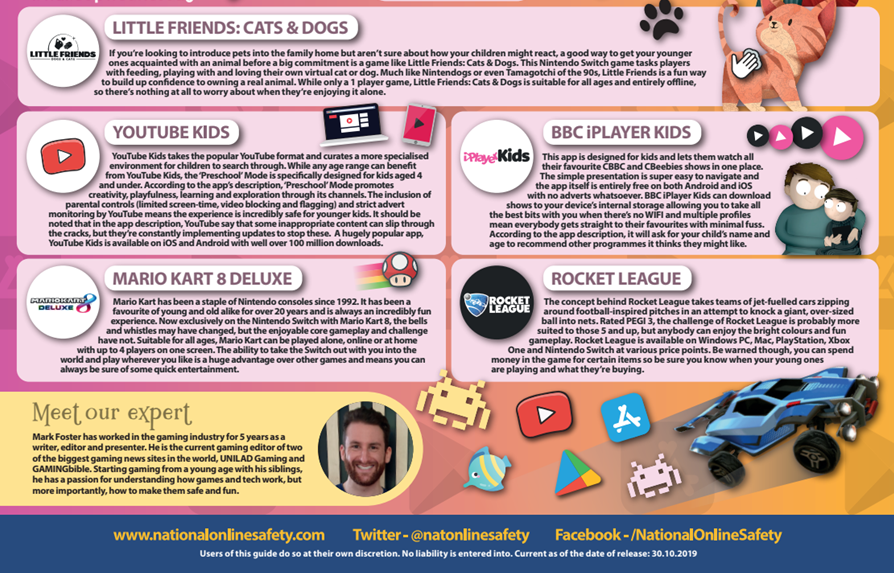 LITTLE FRIENDS: CATS & DOGS
LITTLE FRIENDS
DOGS & CATS
If you're looking to introduce pets into the family home but aren't sure about how your children might react, a good way to get your younger
ones acquainted with an animal before a big commitment is a game like Little Friends: Cats & Dogs. This Nintendo Switch game tasks players
with feeding, playing with and loving their own virtual cat or dog. Much like Nintendogs or even Tamagotchi of the 90s, Little Friends is a fun way
to build up confidence to owning a real animal. While only a 1 player game, Little Friends: Cats & Dogs is suitable for all ages and entirely offline,
so there's nothing at all to worry about when they're enjoying it alone.
YOUTUBE KIDS
YouTube Kids takes the popular YouTube format and curates a more specialised
environment for children to search through. While any age range can benefit
from YouTube Kids, the 'Preschool' Mode is specifically designed for kids aged 4
and under. According to the app's description, 'Preschool' Mode promotes
creativity, playfulness, learning and exploration through its channels. The inclusion of
parental controls (limited screen-time, video blocking and flagging) and strict advert
monitoring by YouTube means the experience is incredibly safe for younger kids. It should be
noted that in the app description, YouTube say that some inappropriate content can slip through
the cracks, but they're constantly implementing updates to stop these. A hugely popular app,
YouTube Kids is available on iOS and Android with well over 100 million downloads.
BBC iPLAYER KIDS
iPlayer Kids
This app is designed for kids and lets them watch all
their favourite CBBC and CBeebies shows in one place.
The simple presentation is super easy to navigate and
the app itself is entirely free on both Android and iOS
with no adverts whatsoever. BBC iPlayer Kids can download
shows to your device's internal storage allowing you to take all
the best bits with you when there's no WIFI and multiple profiles
mean everybody gets straight to their favourites with minimal fuss.
According to the app description, it will ask for your child's name and
age to recommend other programmes it thinks they might like.
MARIO KART 8 DELUXE
MARIOKART 8
DELUXE
Mario Kart has been a staple of Nintendo consoles since 1992. It has been a
favourite of young and old alike for over 20 years and is always an incredibly fun
experience. Now exclusively on the Nintendo Switch with Mario Kart 8, the bells
and whistles may have changed, but the enjoyable core gameplay and challenge
have not. Suitable for all ages, Mario Kart can be played alone, online or at home
with up to 4 players on one screen. The ability to take the Switch out with you into the
world and play wherever you like is a huge advantage over other games and means you can
always be sure of some quick entertainment.
ROCKET LEAGUE
ROCKET
LEAGUE
The concept behind Rocket League takes teams of jet-fuelled cars zipping
around football-inspired pitches in an attempt to knock a giant, over-sized
ball into nets. Rated PEGI 3, the challenge of Rocket League is probably more
suited to those 5 and up, but anybody can enjoy the bright colours and fun
gameplay. Rocket League is available on Windows PC, Mac, PlayStation, Xbox
One and Nintendo Switch at various price points. Be warned though, you can spend
money in the game for certain items so be sure you know when your young ones
are playing and what they're buying.
Meet our expert
Mark Foster has worked in the gaming industry for 5 years as a
writer, editor and presenter. He is the current gaming editor of two
of the biggest gaming news sites in the world, UNILAD Gaming and
GAMINGbible. Starting gaming from a young age with his siblings,
he has a passion for understanding how games and tech work, but
more importantly, how to make them safe and fun.
www.nationalonlinesafety.com Twitter - @natonlinesafety Facebook - /NationalOnlineSafety
Users of this guide do so at their own discretion. No liability is entered into. Current as of the date of release: 30.10.2019